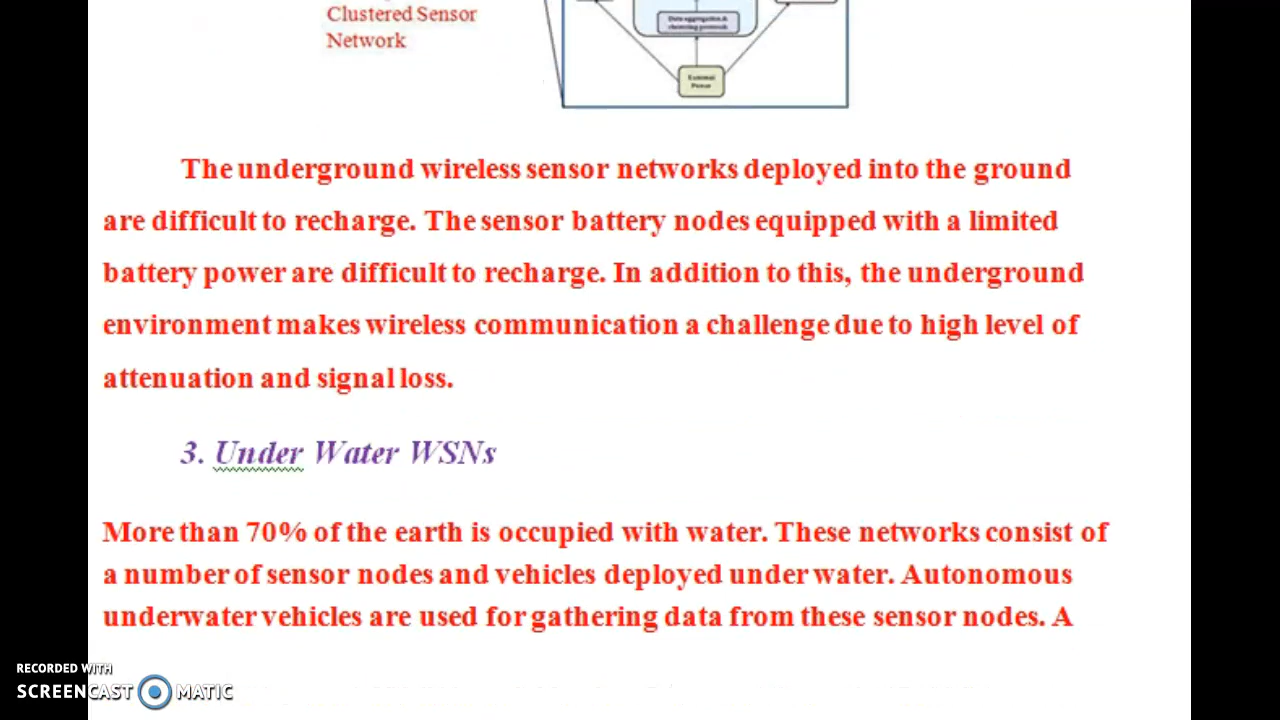 Clustered Sensor
Network
Data aggregation &
External
Power
The underground wireless sensor networks deployed into the ground
are difficult to recharge. The sensor battery nodes equipped with a limited
battery power are difficult to recharge. In addition to this, the underground
environment makes wireless communication a challenge due to high level of
attenuation and signal loss.
3. Under Water WSNs
More than 70% of the earth is occupied with water. These networks consist of
a number of sensor nodes and vehicles deployed under water. Autonomous
underwater vehicles are used for gathering data from these sensor nodes. A
RECORDED WITH
SCREENCAST MATIC